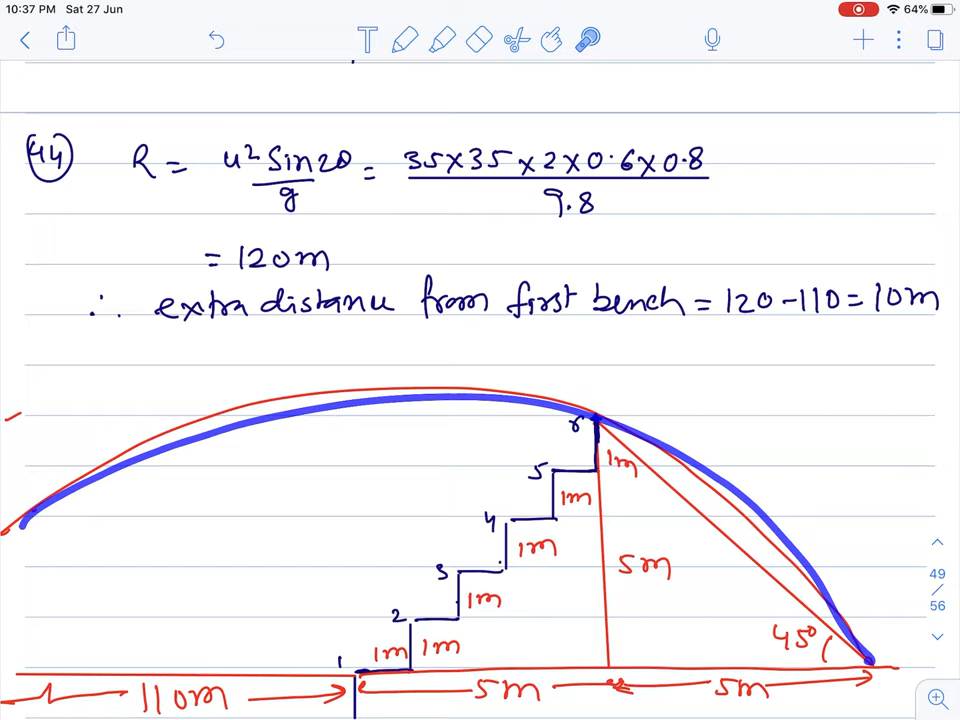 10:37 PM Sat 27 Jun 64%
T
44 R = u² Sin2θ / g = 35×35×2×0.6×0.8 / 9.8
= 120m
∴ extra distance from first bench = 120-110 = 10m
6
1m
5
1m
4
1m
5m
3
1m
2
1m 1m
1
45°
110m 5m 5m
49
/
56